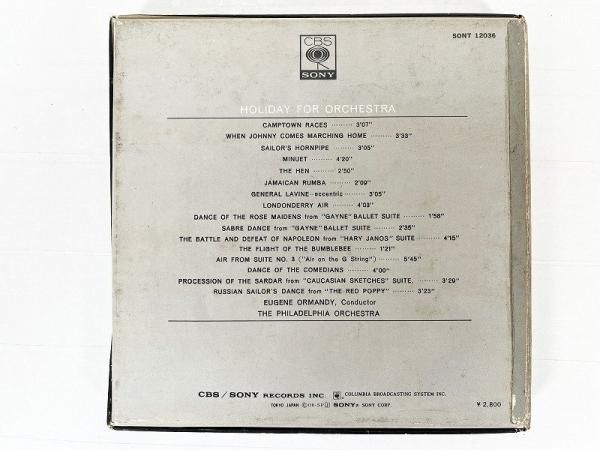 CBS
SONY
SONT 12036
HOLIDAY FOR ORCHESTRA
CAMPTOWN RACES ········· 3'07"
WHEN JOHNNY COMES MARCHING HOME ········· 3'33"
SAILOR'S HORNPIPE ········· 3'05"
MINUET ········· 4'20"
THE HEN ········· 2'50"
JAMAICAN RUMBA ········· 2'09"
GENERAL LAVINE—eccentric ········· 3'05"
LONDONDERRY AIR ········· 4'03"
DANCE OF THE ROSE MAIDENS from "GAYNE" BALLET SUITE ········· 1'58"
SABRE DANCE from "GAYNE" BALLET SUITE ········· 2'35"
THE BATTLE AND DEFEAT OF NAPOLEON from "HARY JANOS" SUITE ········· 4'15"
THE FLIGHT OF THE BUMBLEBEE ········· 1'21"
AIR FROM SUITE NO. 3 ("Air on the G String") ········· 5'45"
DANCE OF THE COMEDIANS ········· 4'00"
PROCESSION OF THE SARDAR from "CAUCASIAN SKETCHES" SUITE, ········· 3'29"
RUSSIAN SAILOR'S DANCE from "THE RED POPPY" ········· 3'23"
EUGENE ORMANDY, Conductor
THE PHILADELPHIA ORCHESTRA
CBS / SONY RECORDS INC. COLUMBIA BROADCASTING SYSTEM INC.
TOKYO JAPAN SONY SONY CORP.
¥ 2,800